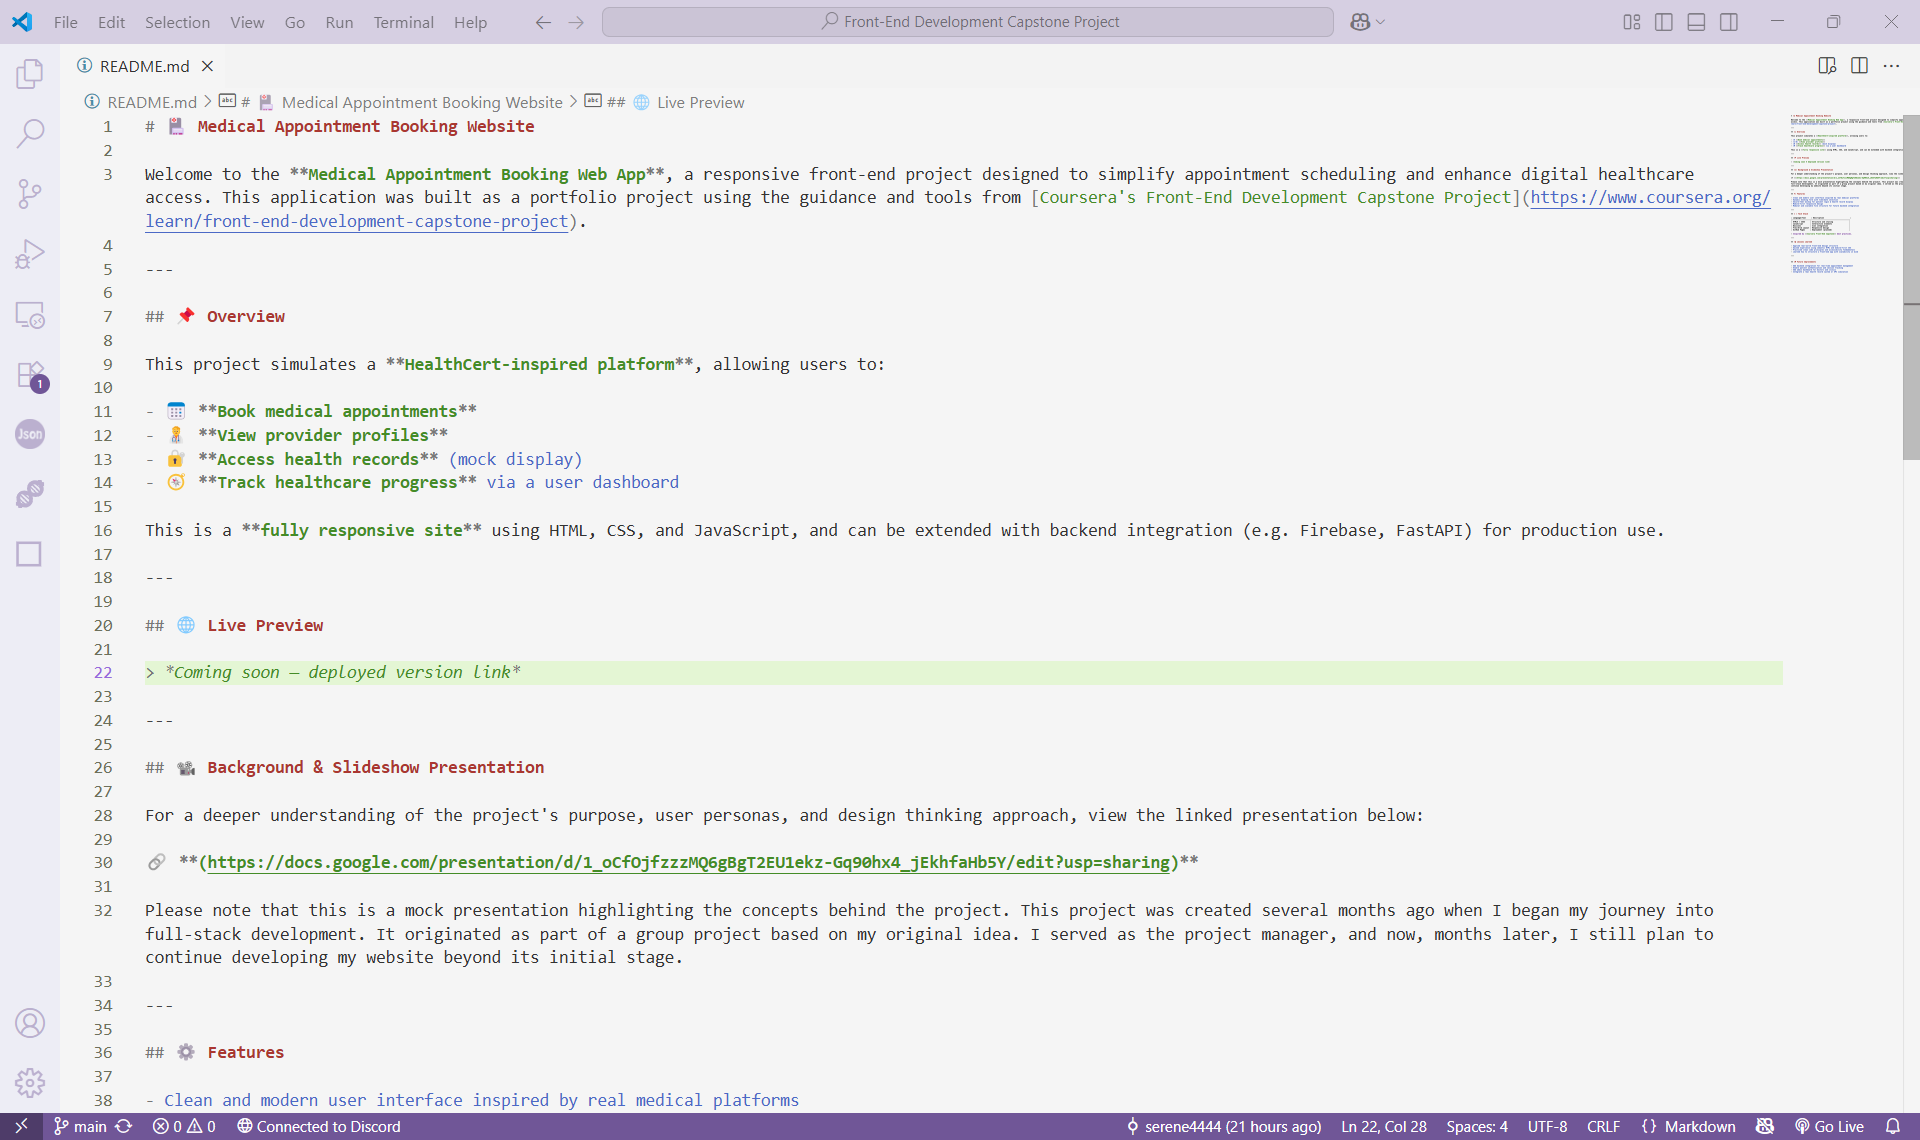 File Edit Selection View Go Run Terminal Help Front-End Development Capstone Project
README.md
README.md > # Medical Appointment Booking Website > ## Live Preview
1 # Medical Appointment Booking Website
2
3 Welcome to the **Medical Appointment Booking Web App**, a responsive front-end project designed to simplify appointment scheduling and enhance digital healthcare
access. This application was built as a portfolio project using the guidance and tools from [Coursera's Front-End Development Capstone Project](https://www.coursera.org/
learn/front-end-development-capstone-project).
4
5 ---
6
7 ## 📌 Overview
8
9 This project simulates a **HealthCert-inspired platform**, allowing users to:
10
11 - **Book medical appointments**
12 - **View provider profiles**
13 - **Access health records** (mock display)
14 - **Track healthcare progress** via a user dashboard
15
16 This is a **fully responsive site** using HTML, CSS, and JavaScript, and can be extended with backend integration (e.g. Firebase, FastAPI) for production use.
17
18 ---
19
20 ## 🌐 Live Preview
21
22 > *Coming soon — deployed version link*
23
24 ---
25
26 ## Background & Slideshow Presentation
27
28 For a deeper understanding of the project's purpose, user personas, and design thinking approach, view the linked presentation below:
29
30 🔗 **(https://docs.google.com/presentation/d/1_oCfOjfzzzMQ6gBgT2EU1ekz-Gq90hx4_jEkhfaHb5Y/edit?usp=sharing)**
31
32 Please note that this is a mock presentation highlighting the concepts behind the project. This project was created several months ago when I began my journey into
full-stack development. It originated as part of a group project based on my original idea. I served as the project manager, and now, months later, I still plan to
continue developing my website beyond its initial stage.
33
34 ---
35
36 ## ⚙️ Features
37
38 - Clean and modern user interface inspired by real medical platforms
Json
1
main 0 0 Connected to Discord serene4444 (21 hours ago) Ln 22, Col 28 Spaces: 4 UTF-8 CRLF {} Markdown Go Live